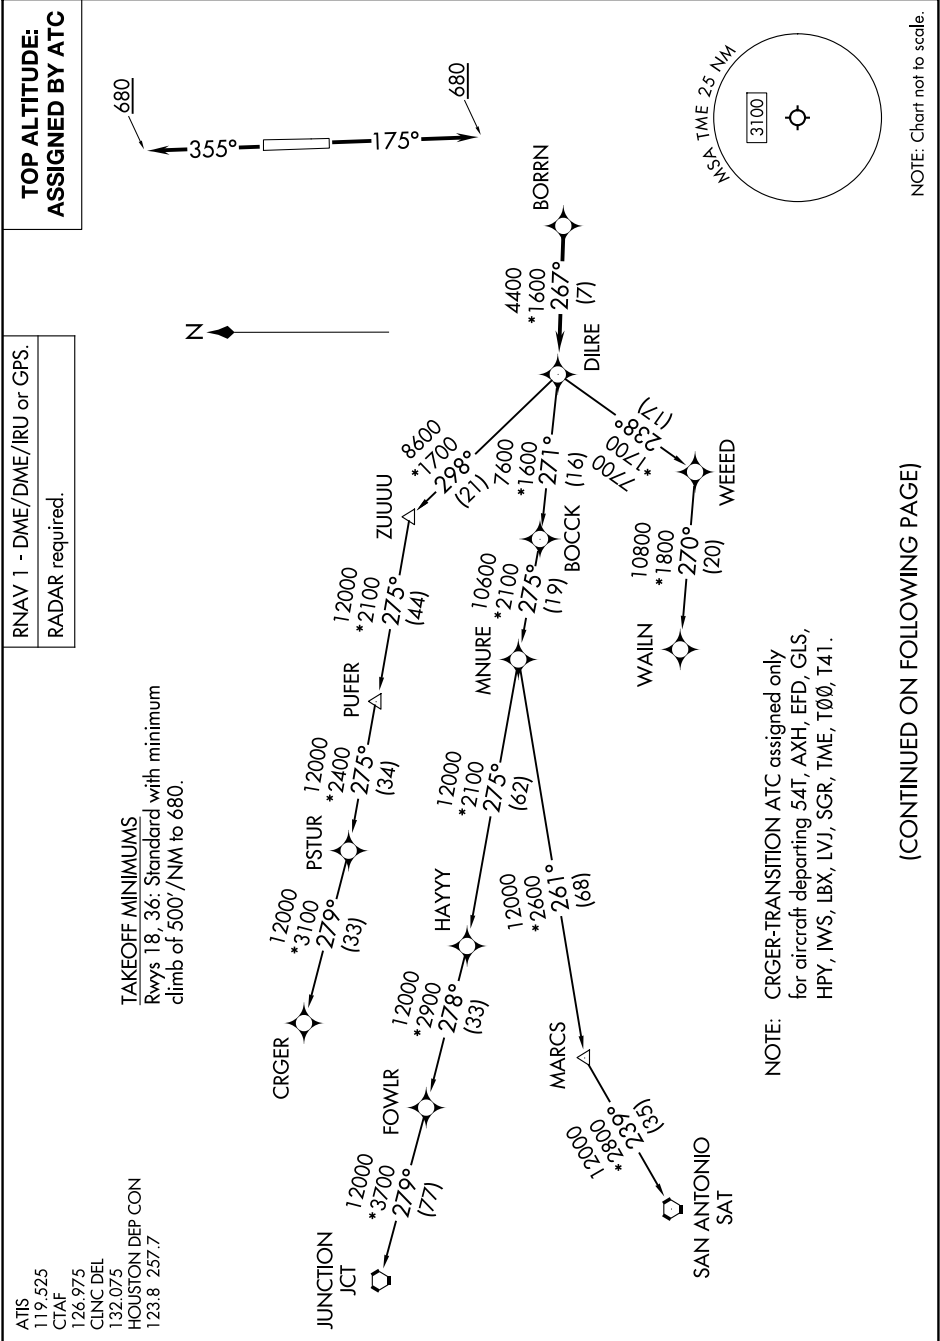 ATIS
119.525
CTAF
126.975
CLNC DEL
132.075
HOUSTON DEP CON
123.8 257.7
RNAV 1 - DME/DME/IRU or GPS.
RADAR required.
TOP ALTITUDE:
ASSIGNED BY ATC
TAKEOFF MINIMUMS
Rwys 18, 36: Standard with minimum
climb of 500'/NM to 680.
N
680
355°
175°
680
CRGER
12000
*3100
279°
(33)
PSTUR
12000
*2400
275°
(34)
PUFER
12000
*2100
275°
(44)
ZUUUU
8600
*1700
298°
(21)
JUNCTION
JCT
12000
*3700
279°
(77)
FOWLR
12000
*2900
278°
(33)
HAYYY
12000
*2100
275°
(62)
MNURE
10600
*2100
275°
(19)
BOCCK
7600
*1600
271°
(16)
DILRE
4400
*1600
267°
(7)
BORRN
SAN ANTONIO
SAT
12000
*2800
239°
(35)
MARCS
12000
*2600
261°
(68)
WAILN
10800
*1800
270°
(20)
WEEED
7700
*1700
238°
(17)
MSA TME 25 NM
3100
NOTE: CRGER-TRANSITION ATC assigned only
for aircraft departing 54T, AXH, EFD, GLS,
HPY, IWS, LBX, LVJ, SGR, TME, TØØ, T41.
(CONTINUED ON FOLLOWING PAGE)
NOTE: Chart not to scale.